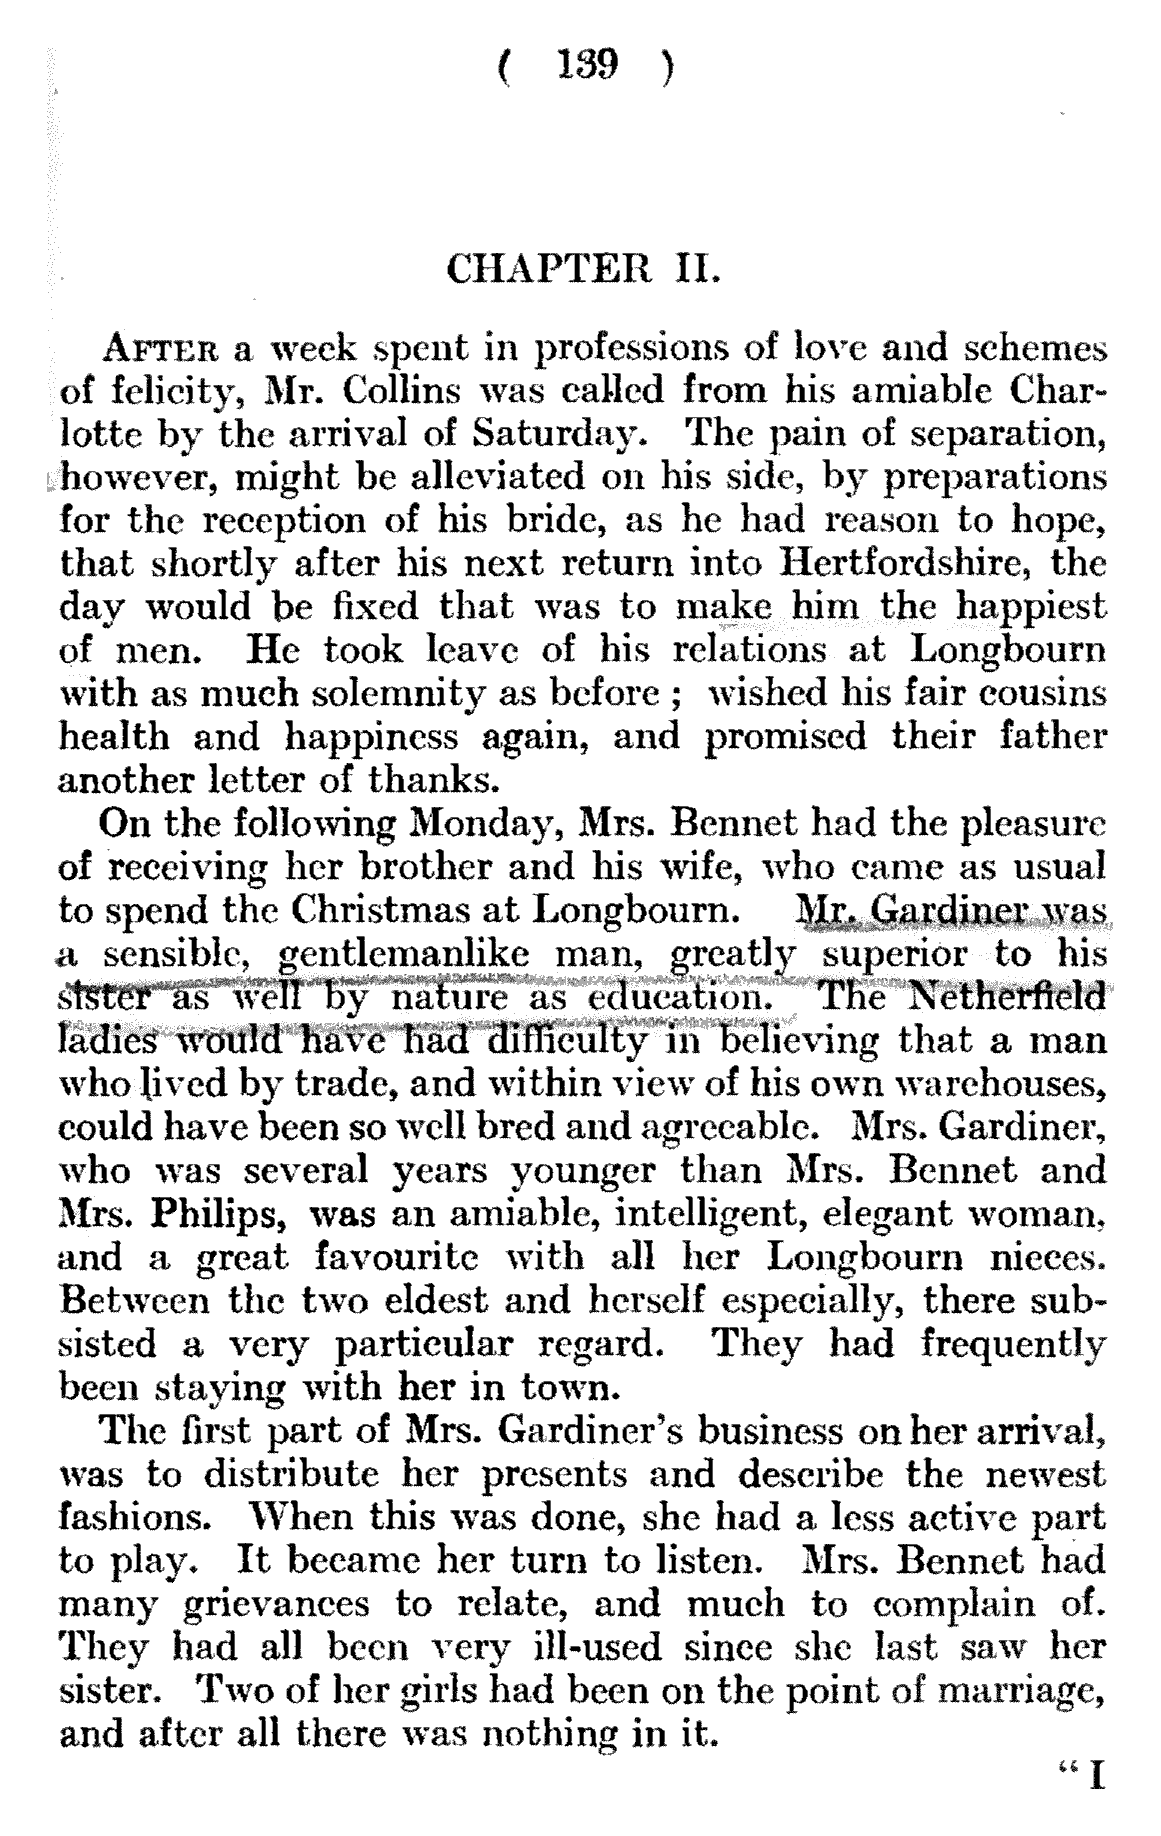 ( 139 )
CHAPTER II.
AFTER a week spent in professions of love and schemes
of felicity, Mr. Collins was called from his amiable Char-
lotte by the arrival of Saturday. The pain of separation,
however, might be alleviated on his side, by preparations
for the reception of his bride, as he had reason to hope,
that shortly after his next return into Hertfordshire, the
day would be fixed that was to make him the happiest
of men. He took leave of his relations at Longbourn
with as much solemnity as before ; wished his fair cousins
health and happiness again, and promised their father
another letter of thanks.
On the following Monday, Mrs. Bennet had the pleasure
of receiving her brother and his wife, who came as usual
to spend the Christmas at Longbourn. Mr. Gardiner was
a sensible, gentlemanlike man, greatly superior to his
sister as well by nature as education. The Netherfield
ladies would have had difficulty in believing that a man
who lived by trade, and within view of his own warehouses,
could have been so well bred and agreeable. Mrs. Gardiner,
who was several years younger than Mrs. Bennet and
Mrs. Philips, was an amiable, intelligent, elegant woman,
and a great favourite with all her Longbourn nieces.
Between the two eldest and herself especially, there sub-
sisted a very particular regard. They had frequently
been staying with her in town.
The first part of Mrs. Gardiner's business on her arrival,
was to distribute her presents and describe the newest
fashions. When this was done, she had a less active part
to play. It became her turn to listen. Mrs. Bennet had
many grievances to relate, and much to complain of.
They had all been very ill-used since she last saw her
sister. Two of her girls had been on the point of marriage,
and after all there was nothing in it.
“ I